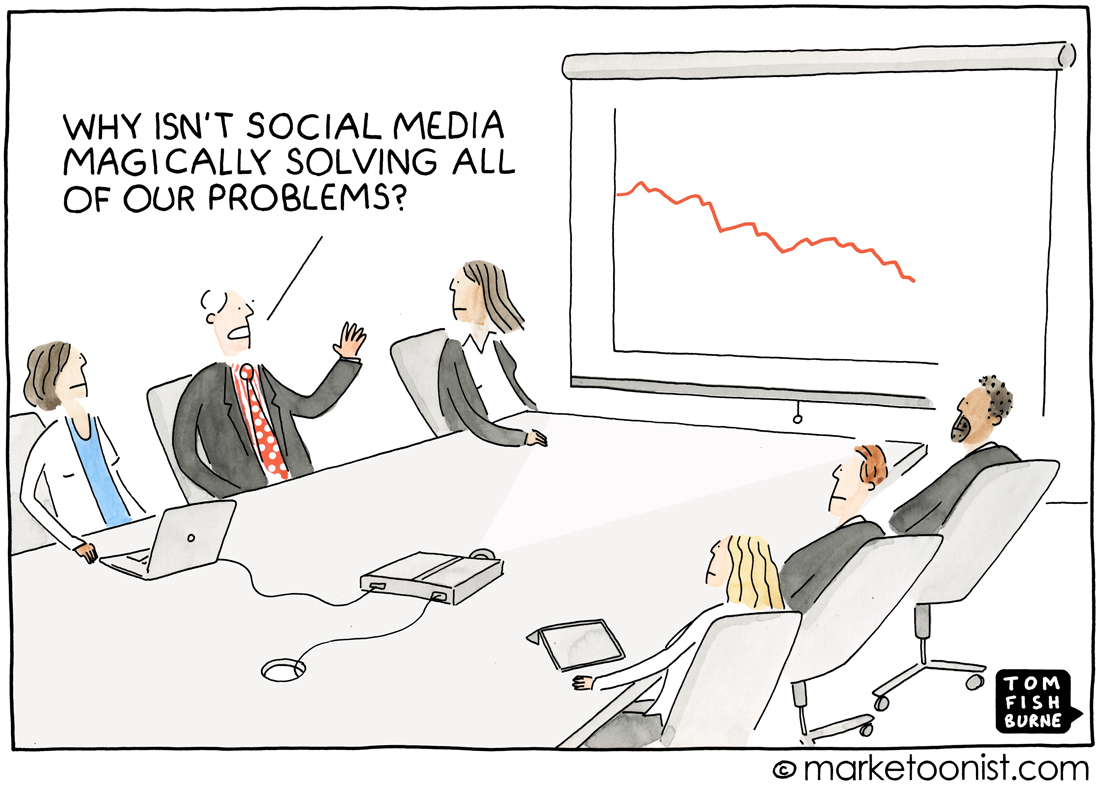 WHY ISN'T SOCIAL MEDIA
MAGICALLY SOLVING ALL
OF OUR PROBLEMS?
TOM
FISH
BURNE
© marketoonist.com